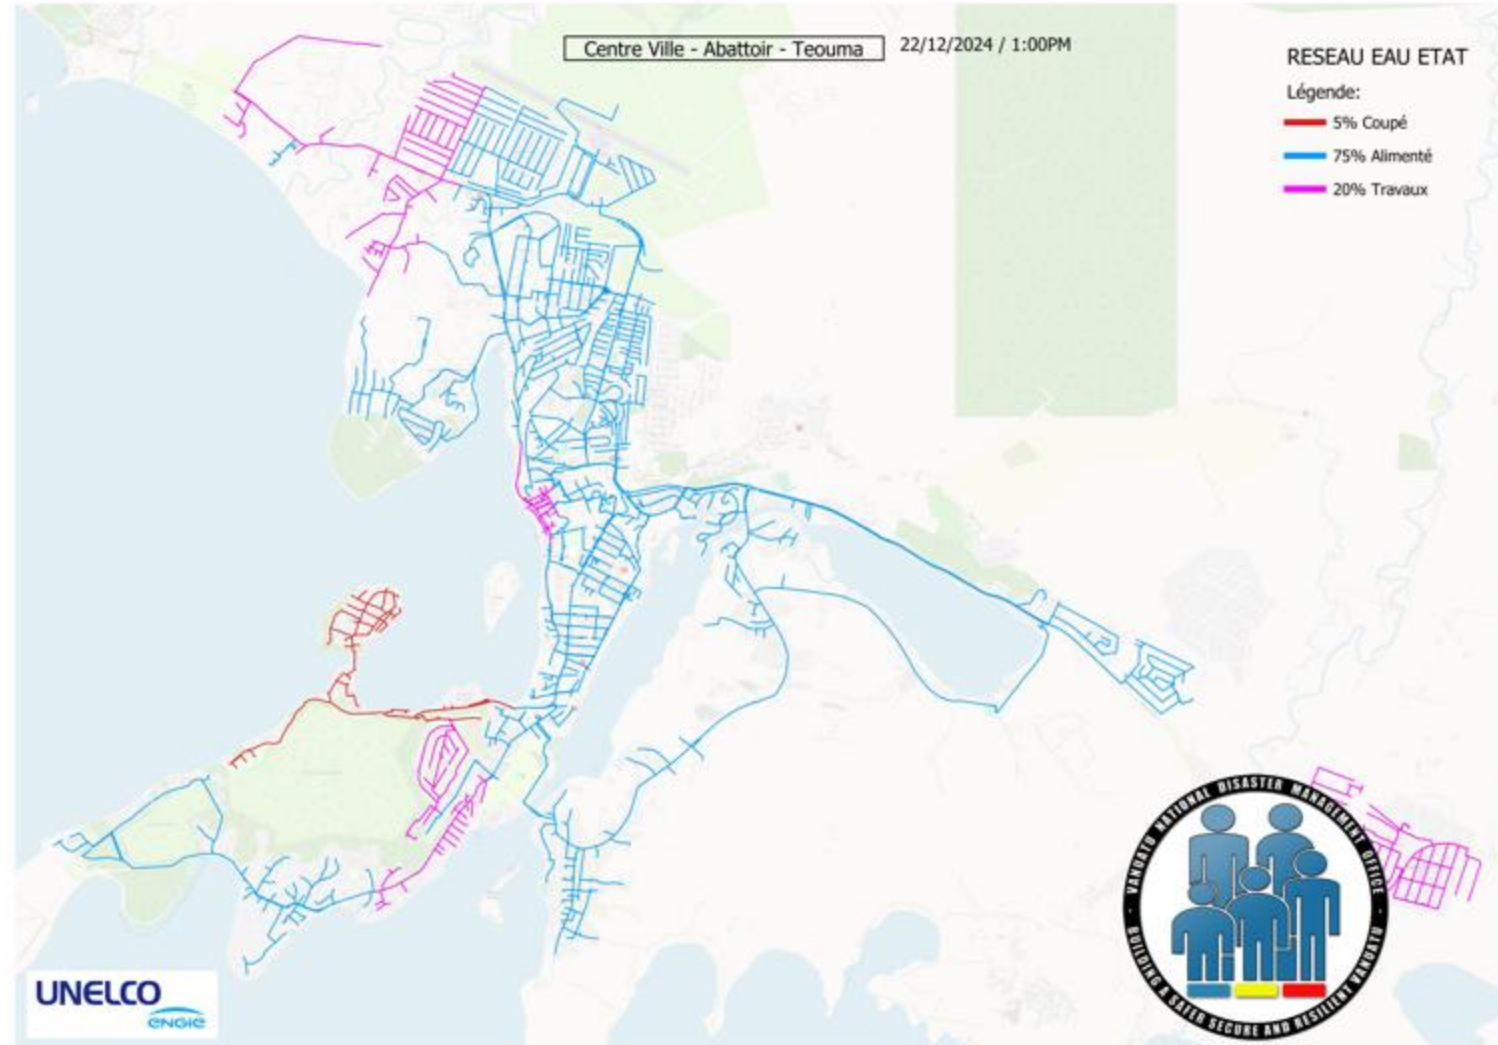 Centre Ville - Abattoir - Teouma
22/12/2024 / 1:00PM
RESEAU EAU ETAT
Légende:
5% Coupé
75% Alimenté
20% Travaux
VANUATU NATIONAL DISASTER MANAGEMENT OFFICE
BUILDING A SAFER SECURE AND RESILIENT VANUATU
UNELCO
ENGIE